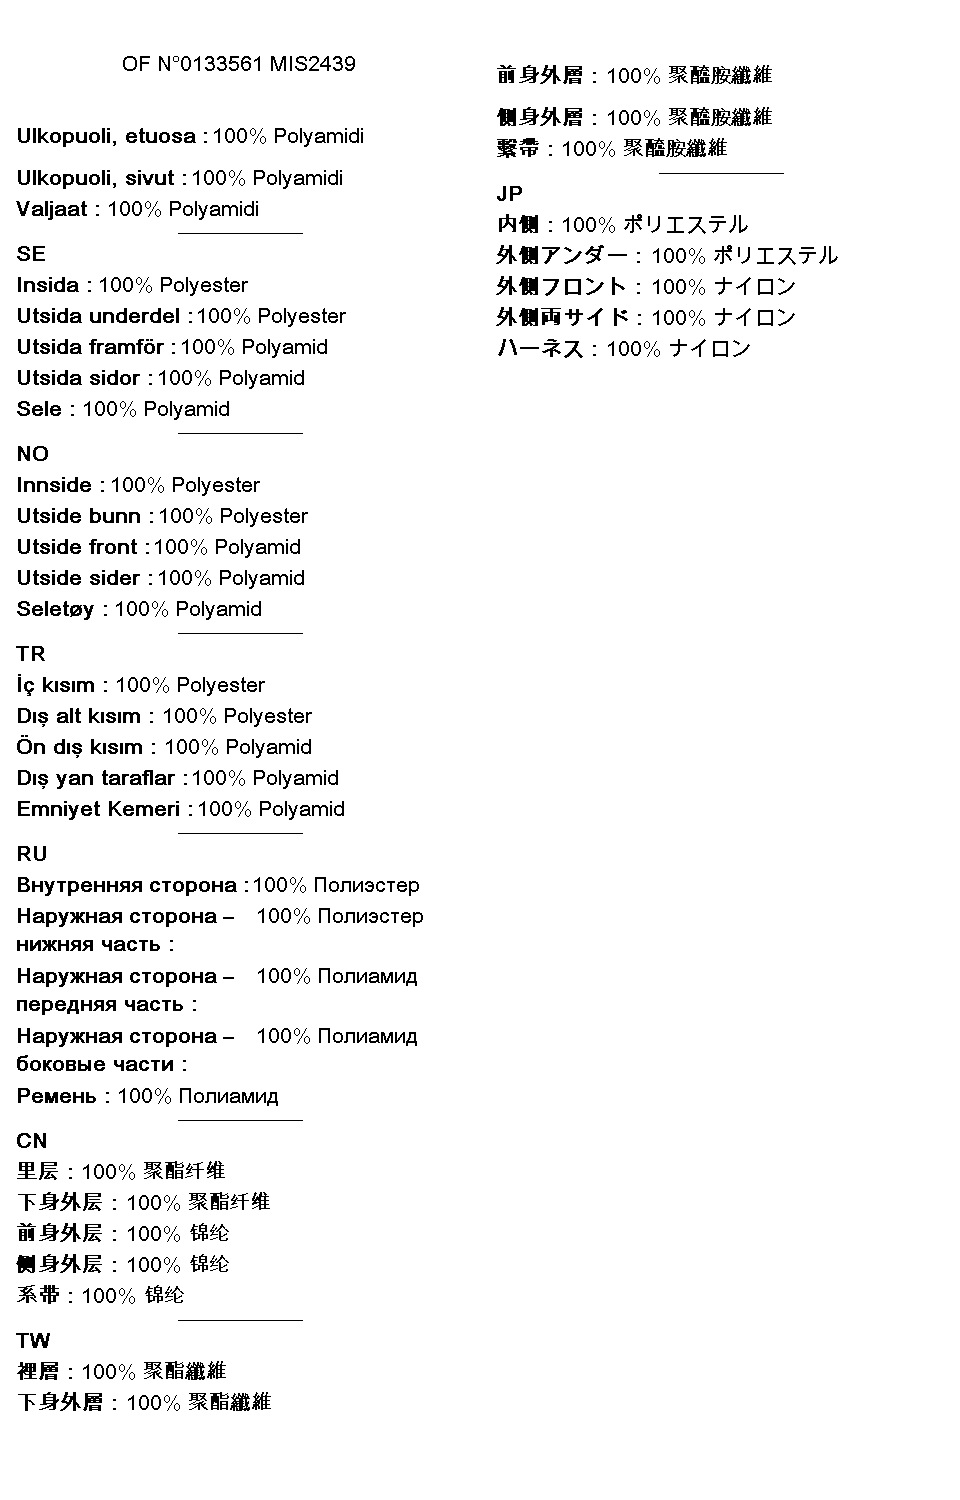 OF N°0133561 MIS2439
Ulkopuoli, etuosa : 100% Polyamidi
Ulkopuoli, sivut : 100% Polyamidi
Valjaat : 100% Polyamidi
SE
Insida : 100% Polyester
Utsida underdel : 100% Polyester
Utsida framför : 100% Polyamid
Utsida sidor : 100% Polyamid
Sele : 100% Polyamid
NO
Innside : 100% Polyester
Utside bunn : 100% Polyester
Utside front : 100% Polyamid
Utside sider : 100% Polyamid
Seletøy : 100% Polyamid
TR
İç kısım : 100% Polyester
Dış alt kısım : 100% Polyester
Ön dış kısım : 100% Polyamid
Dış yan taraflar : 100% Polyamid
Emniyet Kemeri : 100% Polyamid
RU
Внутренняя сторона : 100% Полиэстер
Наружная сторона – 100% Полиэстер
нижняя часть :
Наружная сторона – 100% Полиамид
передняя часть :
Наружная сторона – 100% Полиамид
боковые части :
Ремень : 100% Полиамид
CN
里层 : 100% 聚酯纤维
下身外层 : 100% 聚酯纤维
前身外层 : 100% 锦纶
侧身外层 : 100% 锦纶
系带 : 100% 锦纶
TW
裡層 : 100% 聚酯纖維
下身外層 : 100% 聚酯纖維
前身外層 : 100% 聚醯胺纖維
側身外層 : 100% 聚醯胺纖維
繫帶 : 100% 聚醯胺纖維
JP
内側 : 100% ポリエステル
外側アンダー : 100% ポリエステル
外側フロント : 100% ナイロン
外側両サイド : 100% ナイロン
ハーネス : 100% ナイロン